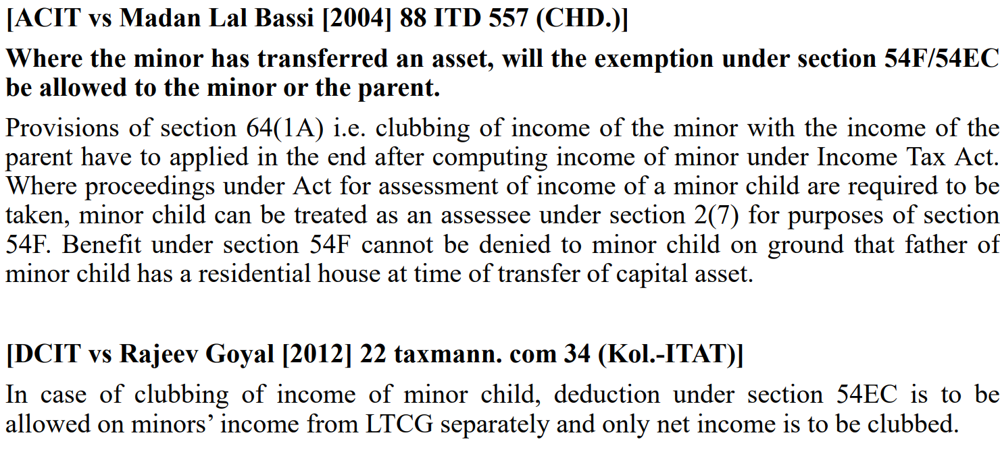 [ACIT vs Madan Lal Bassi [2004] 88 ITD 557 (CHD.)]
Where the minor has transferred an asset, will the exemption under section 54F/54EC
be allowed to the minor or the parent.
Provisions of section 64(1A) i.e. clubbing of income of the minor with the income of the
parent have to applied in the end after computing income of minor under Income Tax Act.
Where proceedings under Act for assessment of income of a minor child are required to be
taken, minor child can be treated as an assessee under section 2(7) for purposes of section
54F. Benefit under section 54F cannot be denied to minor child on ground that father of
minor child has a residential house at time of transfer of capital asset.
[DCIT vs Rajeev Goyal [2012] 22 taxmann. com 34 (Kol.-ITAT)]
In case of clubbing of income of minor child, deduction under section 54EC is to be
allowed on minors’ income from LTCG separately and only net income is to be clubbed.